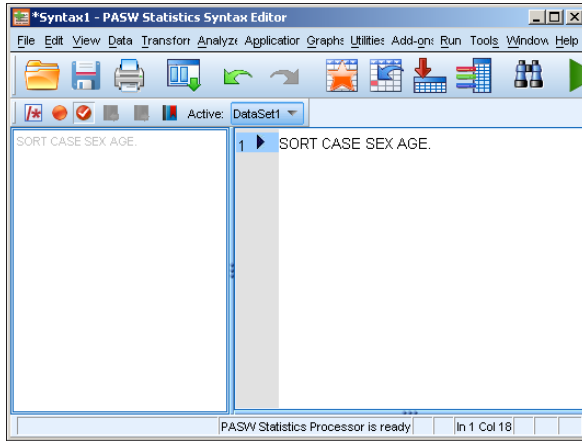 *Syntax1 - PASW Statistics Syntax Editor
File Edit View Data Transforr Analyze Applicatior Graphs Utilities Add-ons Run Tools Window Help
Active: DataSet1
SORT CASE SEX AGE.
1 SORT CASE SEX AGE.
PASW Statistics Processor is ready In 1 Col 18